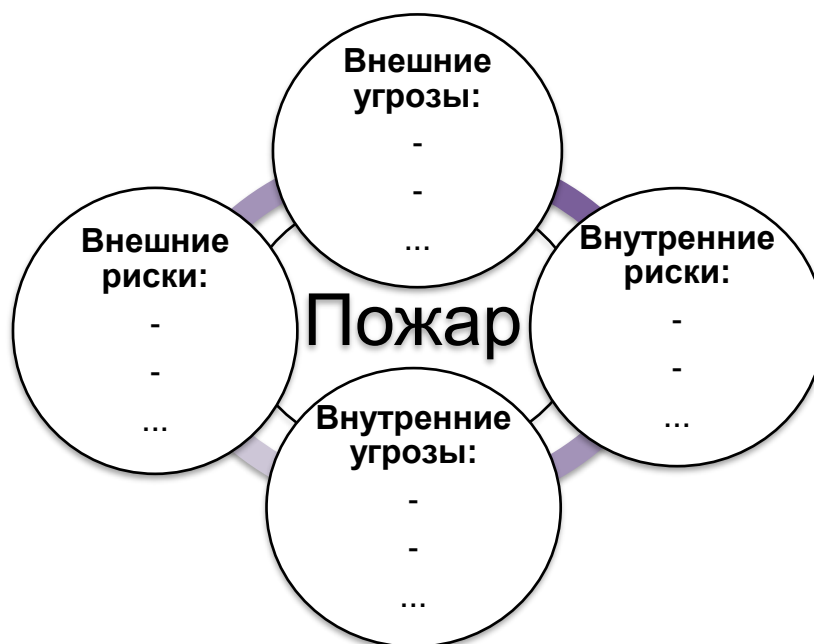 Внешние
угрозы:
-
-
...
Внешние
риски:
-
-
...
Пожар
Внутренние
риски:
-
-
...
Внутренние
угрозы:
-
-
...